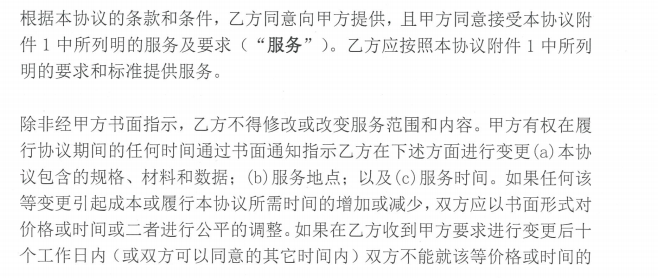 根据本协议的条款和条件，乙方同意向甲方提供，且甲方同意接受本协议附
件 1 中所列明的服务及要求（“服务”）。乙方应按照本协议附件 1 中所列
明的要求和标准提供服务。
除非经甲方书面指示，乙方不得修改或改变服务范围和内容。甲方有权在履
行协议期间的任何时间通过书面通知指示乙方在下述方面进行变更(a)本协
议包含的规格、材料和数据；(b)服务地点；以及(c)服务时间。如果任何该
等变更引起成本或履行本协议所需时间的增加或减少，双方应以书面形式对
价格或时间或二者进行公平的调整。如果在乙方收到甲方要求进行变更后十
个工作日内（或双方可以同意的其它时间内）双方不能就该等价格或时间的